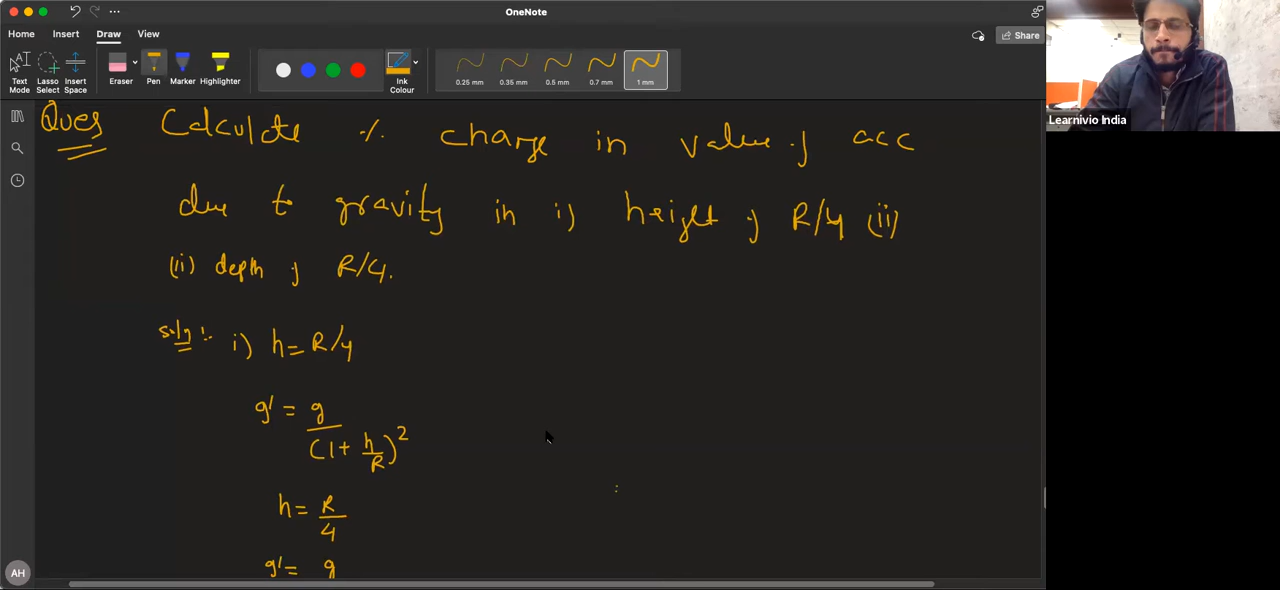 OneNote
Home Insert Draw View
Share
Text Mode Lasso Select Insert Space Eraser Pen Marker Highlighter Ink Colour 0.25 mm 0.35 mm 0.5 mm 0.7 mm 1 mm
Learnivio India
Ques Calculate % change in value of acc
due to gravity in i) height of R/4 (ii)
(ii) depth of R/4.
Soln :- i) h = R/4
g' = g / (1 + h/R)²
h = R/4
g' = g
AH